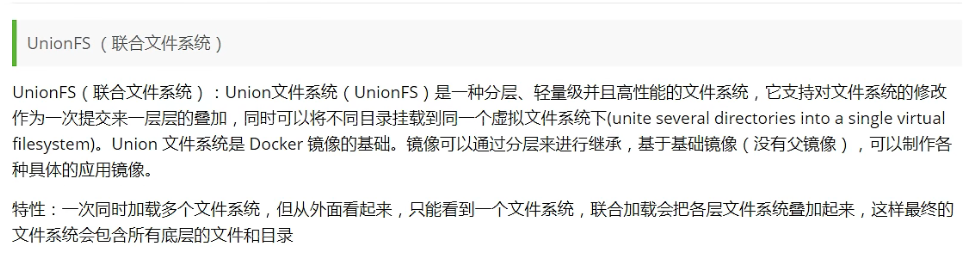 UnionFS（联合文件系统）
UnionFS（联合文件系统）：Union文件系统（UnionFS）是一种分层、轻量级并且高性能的文件系统，它支持对文件系统的修改
作为一次提交来一层层的叠加，同时可以将不同目录挂载到同一个虚拟文件系统下(unite several directories into a single virtual
filesystem)。Union 文件系统是 Docker 镜像的基础。镜像可以通过分层来进行继承，基于基础镜像（没有父镜像），可以制作各
种具体的应用镜像。
特性：一次同时加载多个文件系统，但从外面看起来，只能看到一个文件系统，联合加载会把各层文件系统叠加起来，这样最终的
文件系统会包含所有底层的文件和目录